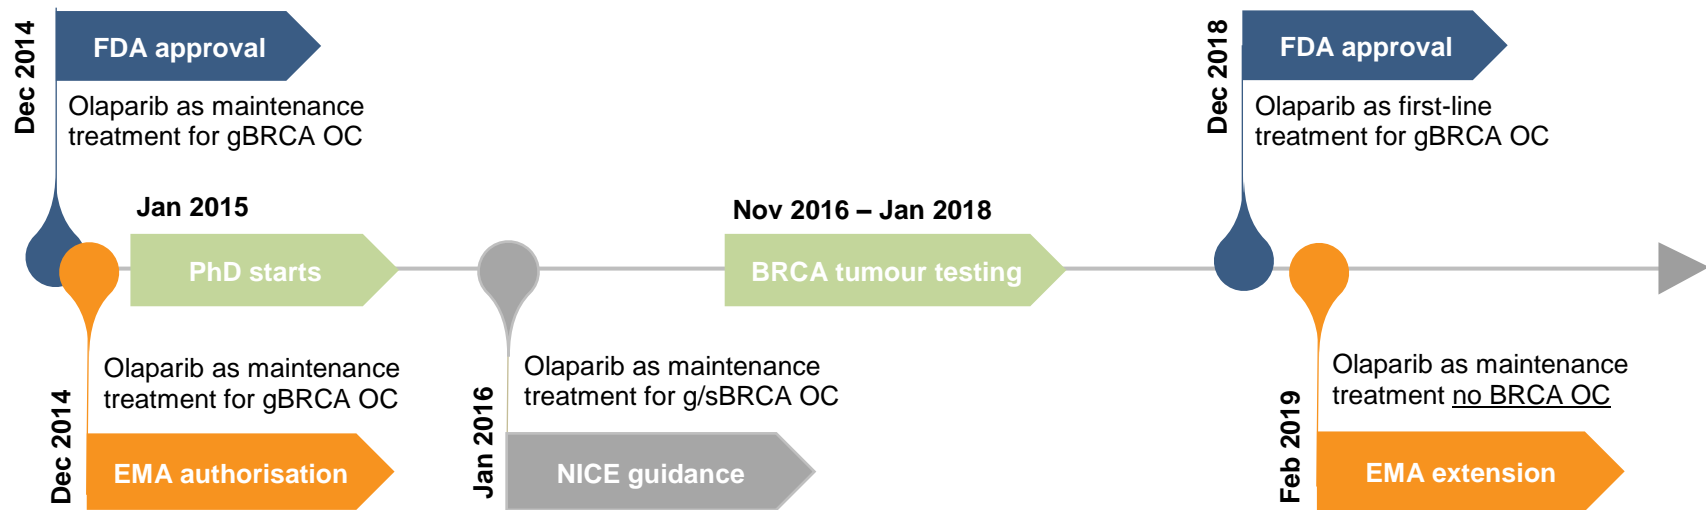 Dec 2014
FDA approval
Olaparib as maintenance
treatment for gBRCA OC
Dec 2018
FDA approval
Olaparib as first-line
treatment for gBRCA OC
Jan 2015
PhD starts
Nov 2016 – Jan 2018
BRCA tumour testing
Dec 2014
Olaparib as maintenance
treatment for gBRCA OC
EMA authorisation
Jan 2016
Olaparib as maintenance
treatment for g/sBRCA OC
NICE guidance
Feb 2019
Olaparib as maintenance
treatment no BRCA OC
EMA extension